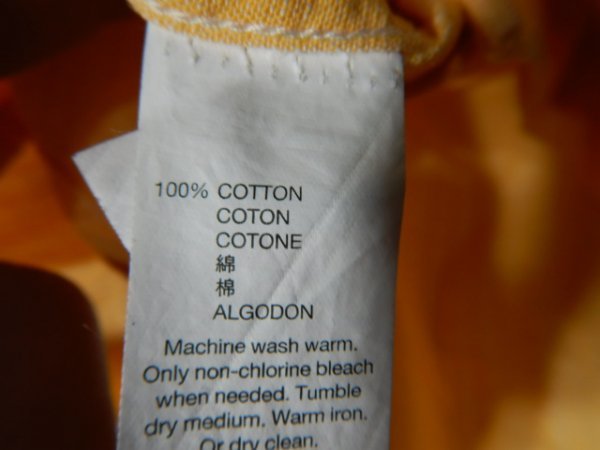 100% COTTON
COTON
COTONE
綿
棉
ALGODON
Machine wash warm.
Only non-chlorine bleach
when needed. Tumble
dry medium. Warm iron.
Or dry clean.